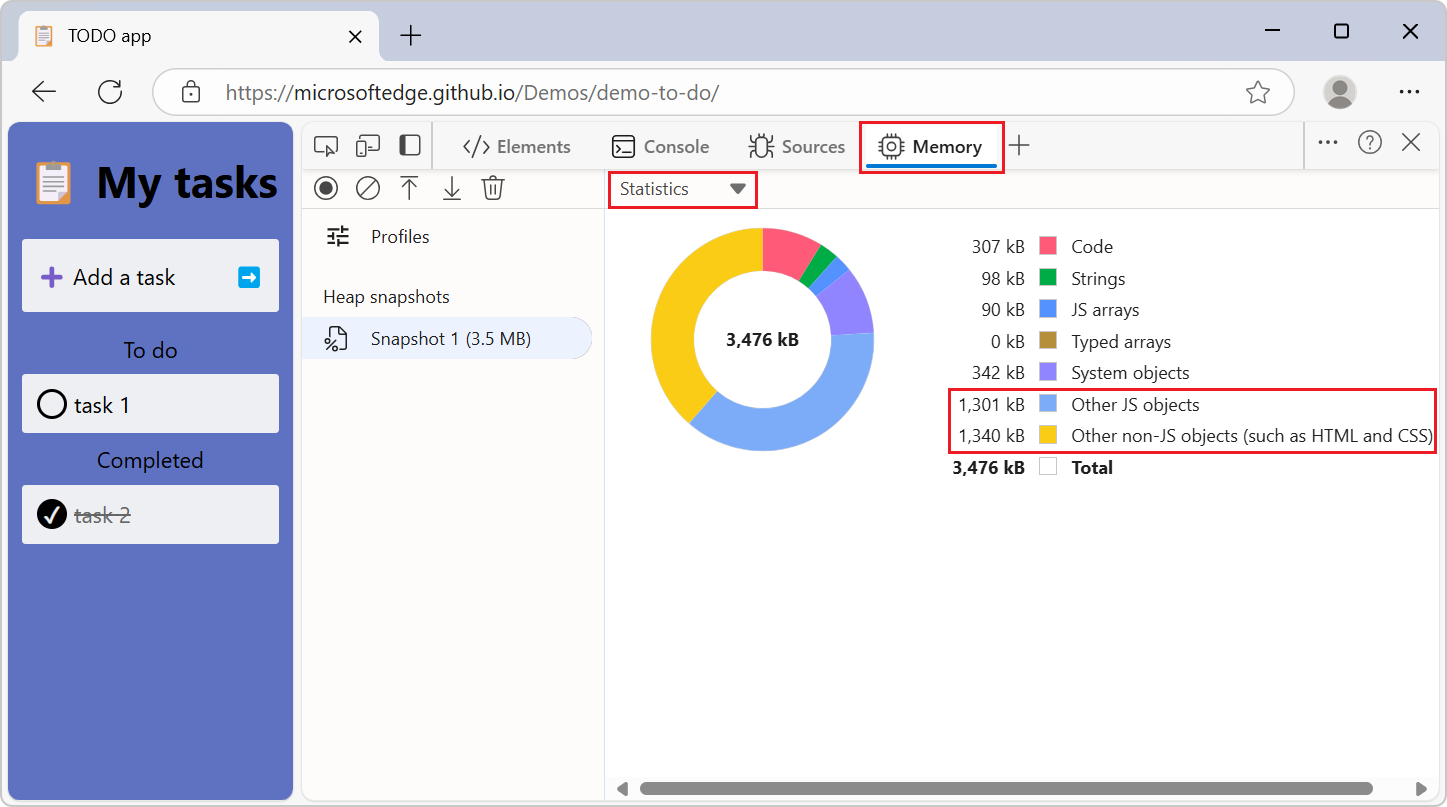 TODO app
https://microsoftedge.github.io/Demos/demo-to-do/
My tasks
Add a task
To do
task 1
Completed
task 2
Elements
Console
Sources
Memory
Statistics
Profiles
Heap snapshots
Snapshot 1 (3.5 MB)
3,476 kB
307 kB Code
98 kB Strings
90 kB JS arrays
0 kB Typed arrays
342 kB System objects
1,301 kB Other JS objects
1,340 kB Other non-JS objects (such as HTML and CSS)
3,476 kB Total